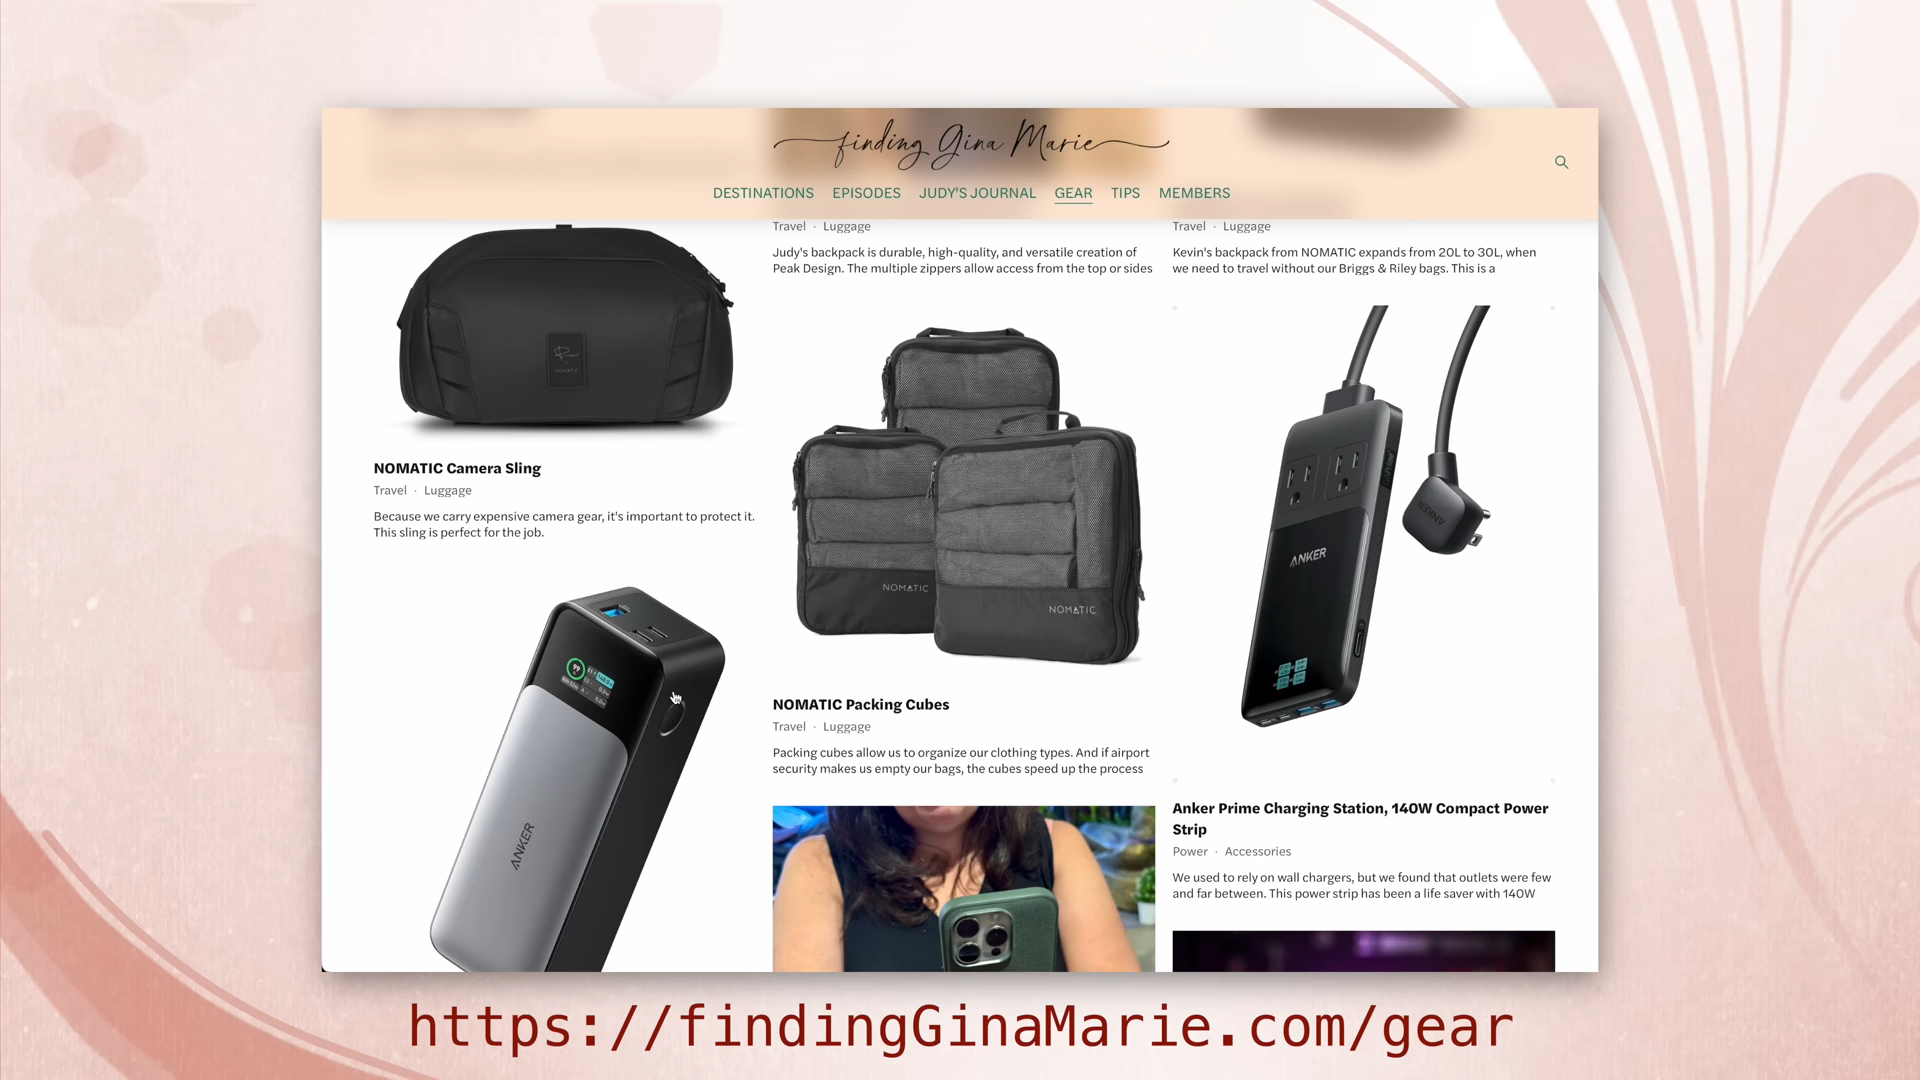 finding Gina Marie
DESTINATIONS EPISODES JUDY'S JOURNAL GEAR TIPS MEMBERS
NOMATIC
NOMATIC Camera Sling
Travel · Luggage
Because we carry expensive camera gear, it's important to protect it.
This sling is perfect for the job.
99
ANKER
Travel · Luggage
Judy's backpack is durable, high-quality, and versatile creation of
Peak Design. The multiple zippers allow access from the top or sides
NOMATIC
NOMATIC
NOMATIC Packing Cubes
Travel · Luggage
Packing cubes allow us to organize our clothing types. And if airport
security makes us empty our bags, the cubes speed up the process
Travel · Luggage
Kevin's backpack from NOMATIC expands from 20L to 30L, when
we need to travel without our Briggs & Riley bags. This is a
ANKER
ANKER
Anker Prime Charging Station, 140W Compact Power
Strip
Power · Accessories
We used to rely on wall chargers, but we found that outlets were few
and far between. This power strip has been a life saver with 140W
https://findingGinaMarie.com/gear